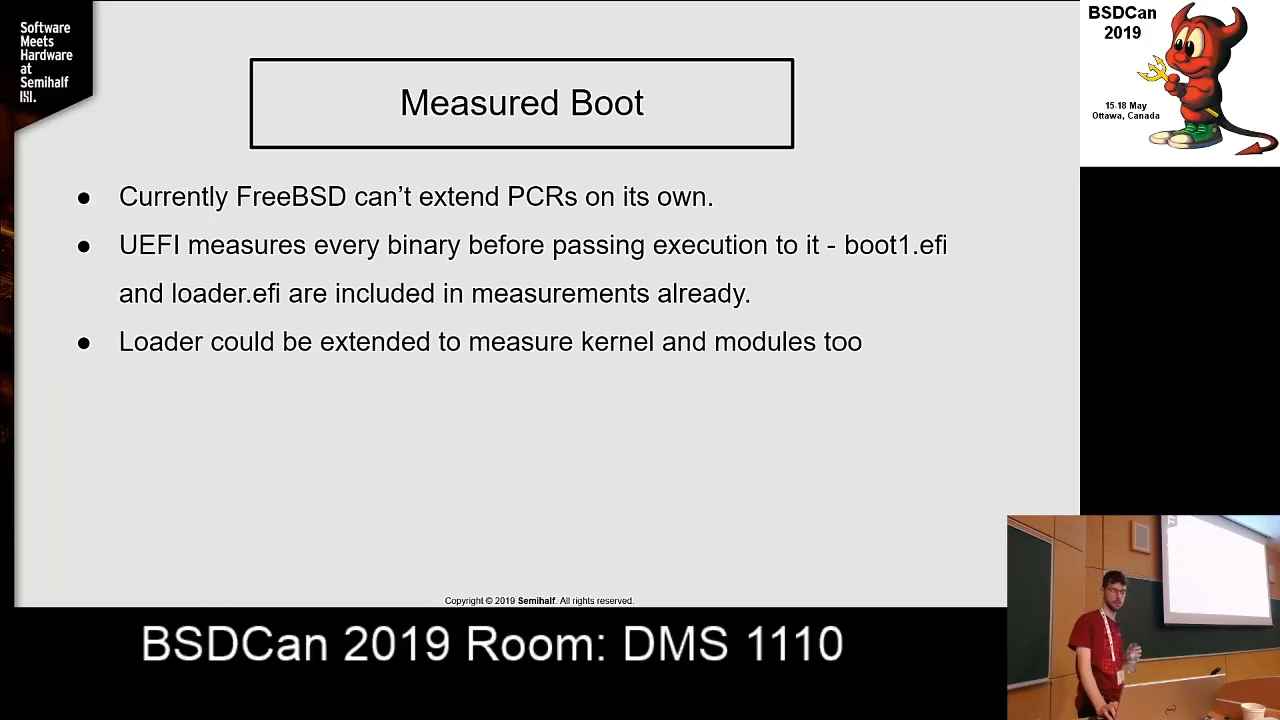 Software
Meets
Hardware
at
Semihalf
Measured Boot
● Currently FreeBSD can’t extend PCRs on its own.
● UEFI measures every binary before passing execution to it - boot1.efi
and loader.efi are included in measurements already.
● Loader could be extended to measure kernel and modules too
Copyright © 2019 Semihalf. All rights reserved.
BSDCan
2019
15-18 May
Ottawa, Canada
BSDCan 2019 Room: DMS 1110